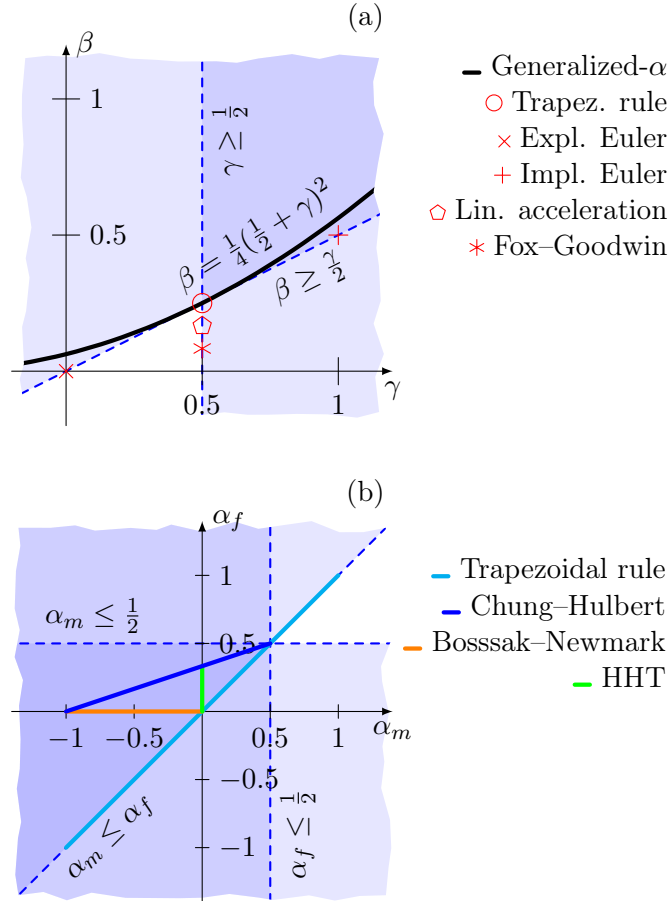 (a)
β
1
0.5
0.5
1
γ
γ ≥ 1/2
β = 1/4(1/2 + γ)²
β ≥ γ/2
Generalized-α
Trapez. rule
Expl. Euler
Impl. Euler
Lin. acceleration
Fox–Goodwin
(b)
α_f
1
α_m ≤ 1/2
0.5
−1
−0.5
0.5
1
α_m
−0.5
−1
α_m ≤ α_f
α_f ≤ 1/2
Trapezoidal rule
Chung–Hulbert
Bosssak–Newmark
HHT